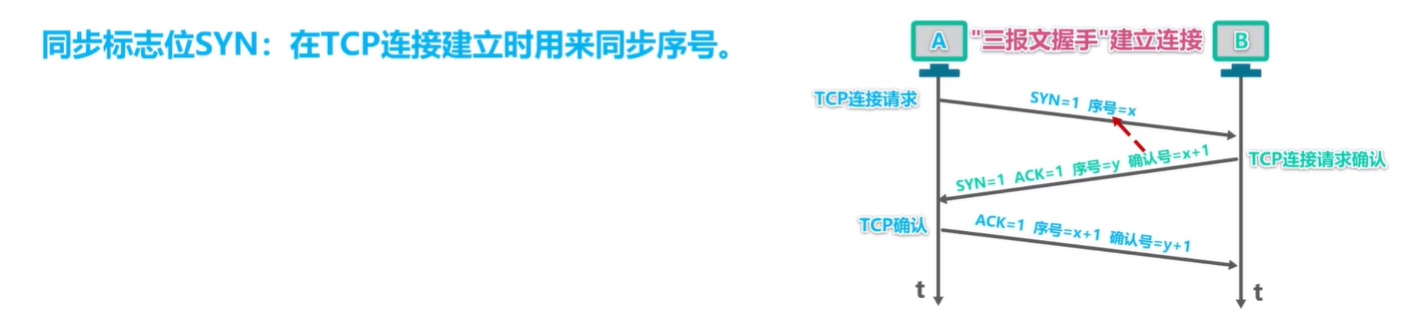 同步标志位SYN：在TCP连接建立时用来同步序号。
A "三报文握手"建立连接 B
TCP连接请求
SYN=1 序号=x
SYN=1 ACK=1 序号=y 确认号=x+1
TCP连接请求确认
TCP确认
ACK=1 序号=x+1 确认号=y+1
t
t